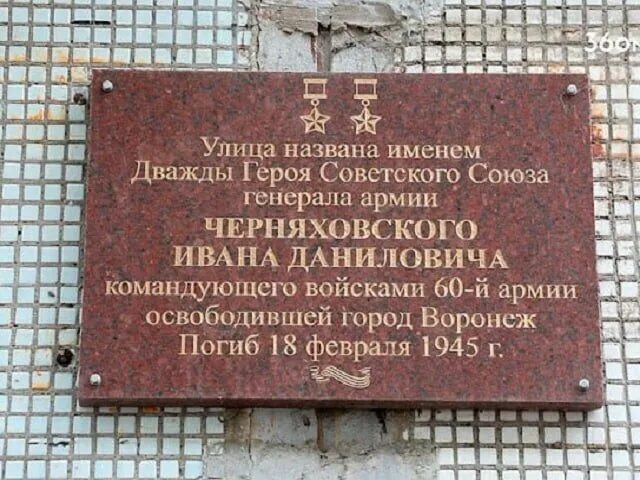 Збо
Улица названа именем
Дважды Героя Советского Союза
генерала армии
ЧЕРНЯХОВСКОГО
ИВАНА ДАНИЛОВИЧА
командующего войсками 60-й армии
освободившей город Воронеж
Погиб 18 февраля 1945 г.